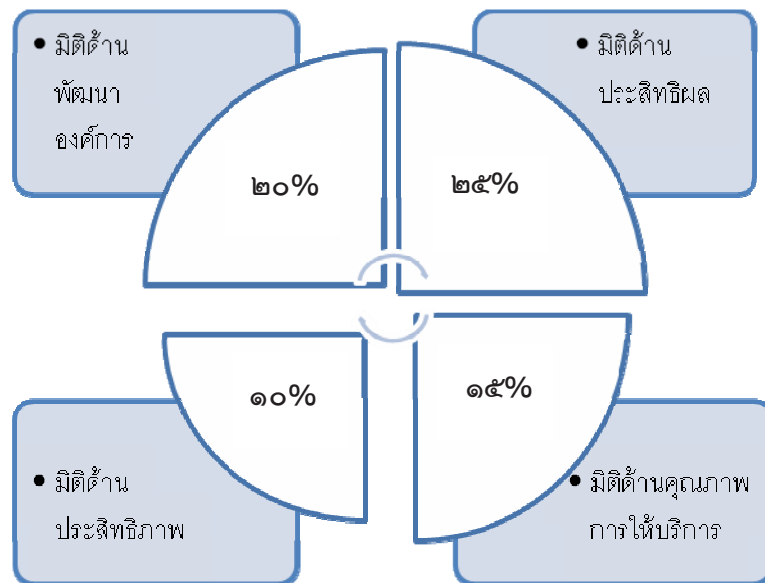 • มิติด้าน
พัฒนา
องค์การ
• มิติด้าน
ประสิทธิผล
๒๐%
๒๕%
๑๐%
๑๕%
• มิติด้าน
ประสิทธิภาพ
• มิติด้านคุณภาพ
การให้บริการ